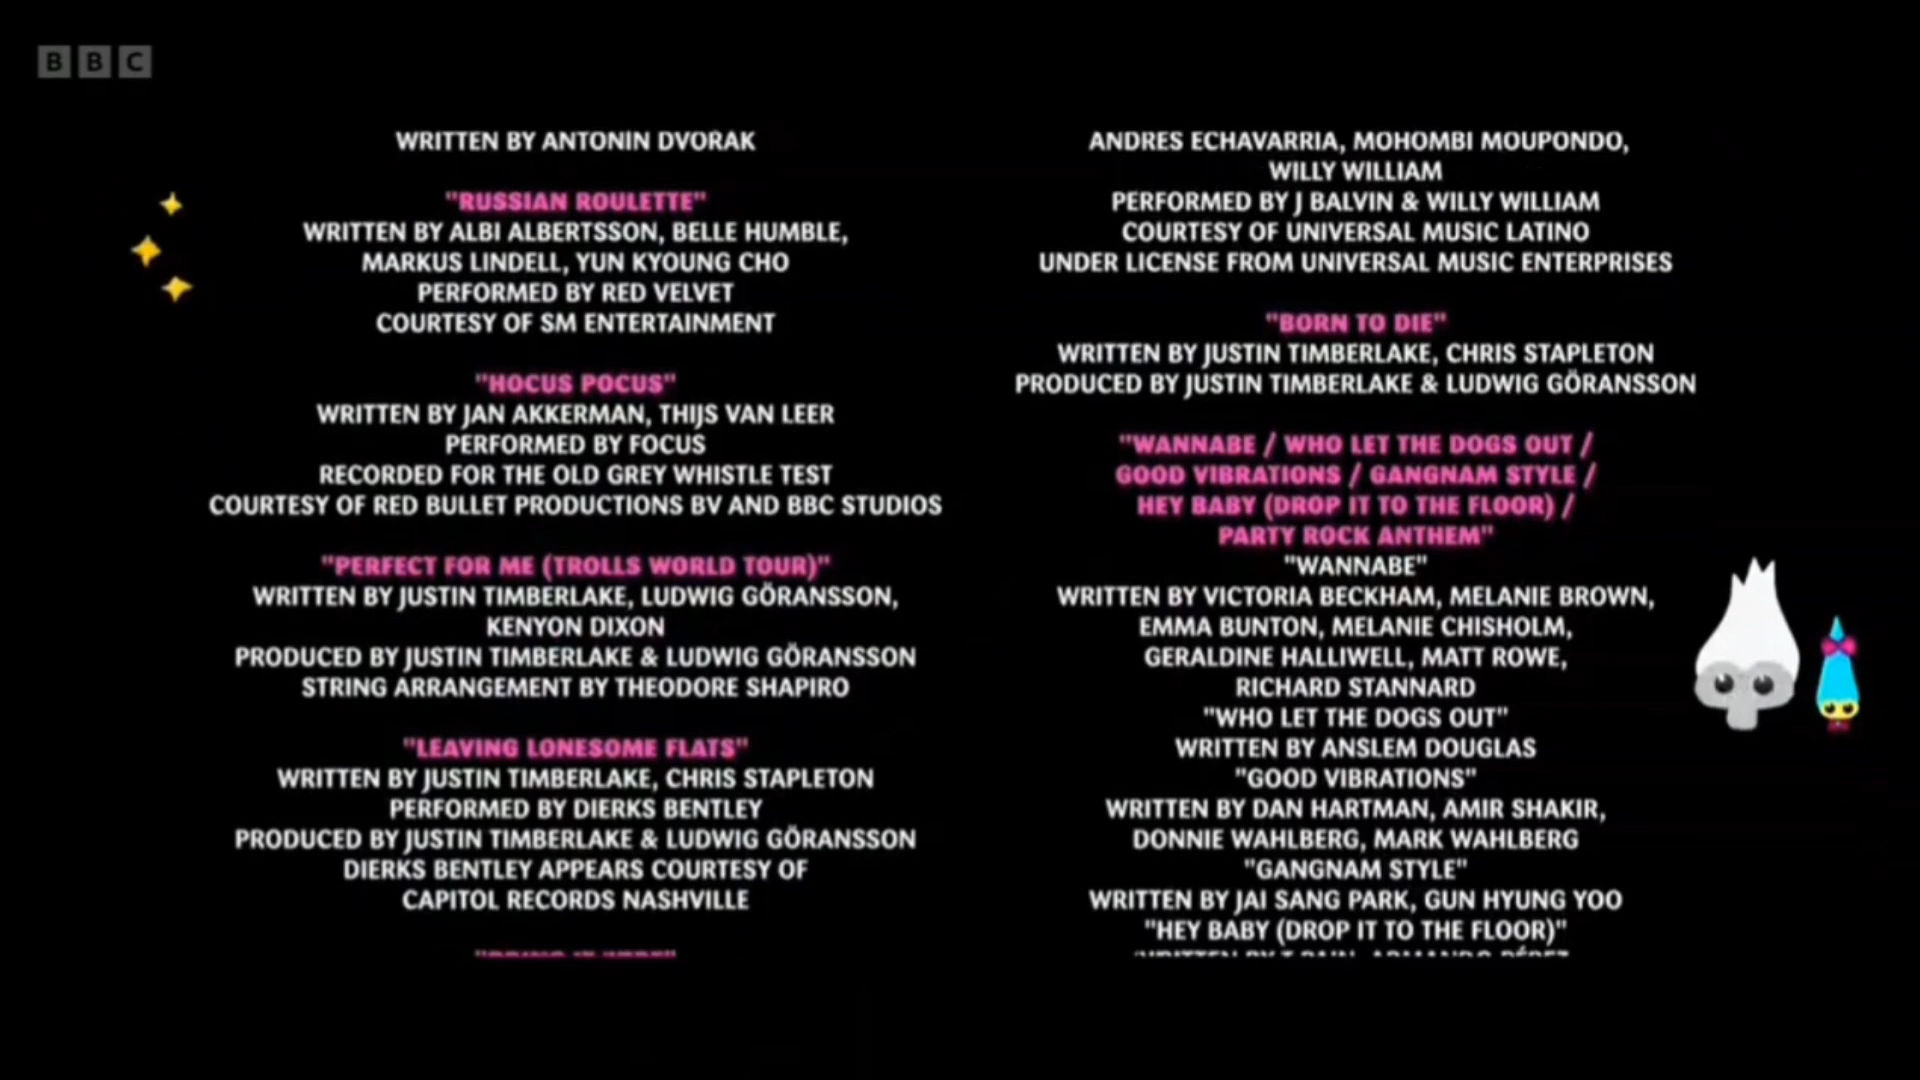 BBC
WRITTEN BY ANTONIN DVORAK
"RUSSIAN ROULETTE"
WRITTEN BY ALBI ALBERTSSON, BELLE HUMBLE,
MARKUS LINDELL, YUN KYOUNG CHO
PERFORMED BY RED VELVET
COURTESY OF SM ENTERTAINMENT
"HOCUS POCUS"
WRITTEN BY JAN AKKERMAN, THIJS VAN LEER
PERFORMED BY FOCUS
RECORDED FOR THE OLD GREY WHISTLE TEST
COURTESY OF RED BULLET PRODUCTIONS BV AND BBC STUDIOS
"PERFECT FOR ME (TROLLS WORLD TOUR)"
WRITTEN BY JUSTIN TIMBERLAKE, LUDWIG GÖRANSSON,
KENYON DIXON
PRODUCED BY JUSTIN TIMBERLAKE & LUDWIG GÖRANSSON
STRING ARRANGEMENT BY THEODORE SHAPIRO
"LEAVING LONESOME FLATS"
WRITTEN BY JUSTIN TIMBERLAKE, CHRIS STAPLETON
PERFORMED BY DIERKS BENTLEY
PRODUCED BY JUSTIN TIMBERLAKE & LUDWIG GÖRANSSON
DIERKS BENTLEY APPEARS COURTESY OF
CAPITOL RECORDS NASHVILLE
ANDRES ECHAVARRIA, MOHOMBI MOUPONDO,
WILLY WILLIAM
PERFORMED BY J BALVIN & WILLY WILLIAM
COURTESY OF UNIVERSAL MUSIC LATINO
UNDER LICENSE FROM UNIVERSAL MUSIC ENTERPRISES
"BORN TO DIE"
WRITTEN BY JUSTIN TIMBERLAKE, CHRIS STAPLETON
PRODUCED BY JUSTIN TIMBERLAKE & LUDWIG GÖRANSSON
"WANNABE / WHO LET THE DOGS OUT /
GOOD VIBRATIONS / GANGNAM STYLE /
HEY BABY (DROP IT TO THE FLOOR) /
PARTY ROCK ANTHEM"
"WANNABE"
WRITTEN BY VICTORIA BECKHAM, MELANIE BROWN,
EMMA BUNTON, MELANIE CHISHOLM,
GERALDINE HALLIWELL, MATT ROWE,
RICHARD STANNARD
"WHO LET THE DOGS OUT"
WRITTEN BY ANSLEM DOUGLAS
"GOOD VIBRATIONS"
WRITTEN BY DAN HARTMAN, AMIR SHAKIR,
DONNIE WAHLBERG, MARK WAHLBERG
"GANGNAM STYLE"
WRITTEN BY JAI SANG PARK, GUN HYUNG YOO
"HEY BABY (DROP IT TO THE FLOOR)"